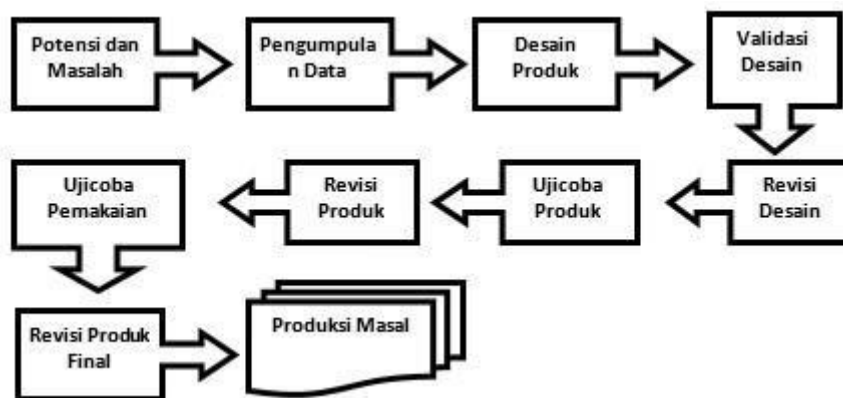 Potensi dan
Masalah
Pengumpula
n Data
Desain
Produk
Validasi
Desain
Revisi
Desain
Ujicoba
Produk
Revisi
Produk
Ujicoba
Pemakaian
Revisi Produk
Final
Produksi Masal